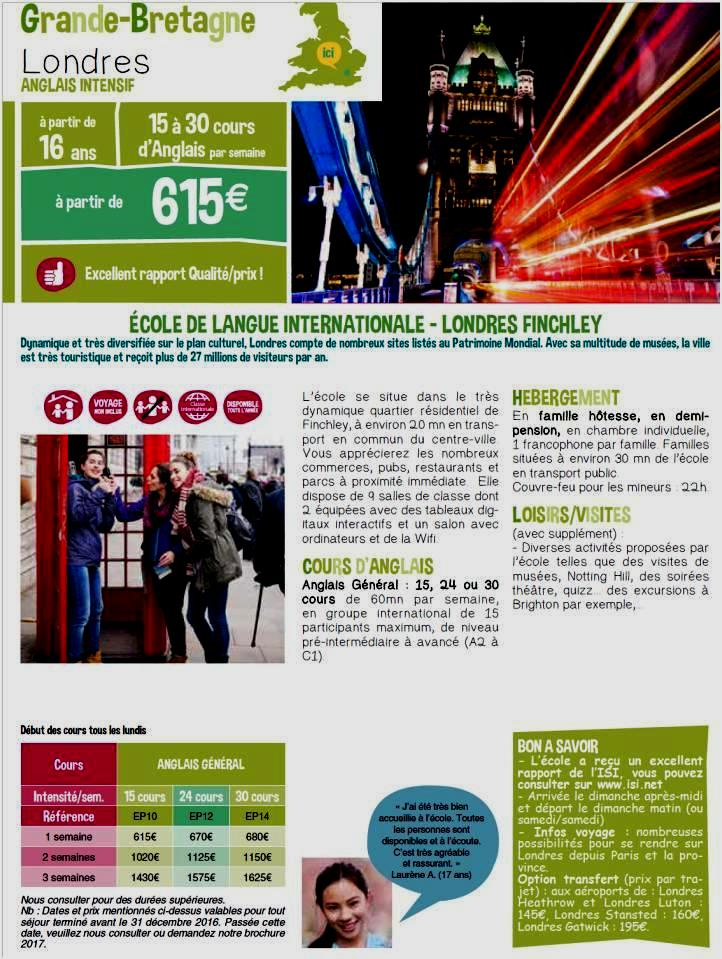 Grande-Bretagne
Londres
ANGLAIS INTENSIF
ici
à partir de
16 ans
15 à 30 cours
d'Anglais par semaine
à partir de 615€
Excellent rapport Qualité/prix !
ÉCOLE DE LANGUE INTERNATIONALE - LONDRES FINCHLEY
Dynamique et très diversifiée sur le plan culturel, Londres compte de nombreux sites listés au Patrimoine Mondial. Avec sa multitude de musées, la ville
est très touristique et reçoit plus de 27 millions de visiteurs par an.
VOYAGE
NON INCLUS
Classe
Internationale
DISPONIBLE
TOUTE L'ANNÉE
L'école se situe dans le très
dynamique quartier résidentiel de
Finchley, à environ 20 mn en trans-
port en commun du centre-ville.
Vous apprécierez les nombreux
commerces, pubs, restaurants et
parcs à proximité immédiate. Elle
dispose de 9 salles de classe dont
2 équipées avec des tableaux dig-
itaux interactifs et un salon avec
ordinateurs et de la Wifi.
COURS D'ANGLAIS
Anglais Général : 15, 24 ou 30
cours de 60mn par semaine,
en groupe international de 15
participants maximum, de niveau
pré-intermédiaire à avancé (A2 à
C1)
HEBERGEMENT
En famille hôtesse, en demi-
pension, en chambre individuelle,
1 francophone par famille. Familles
situées à environ 30 mn de l'école
en transport public.
Couvre-feu pour les mineurs : 22h.
LOISIRS/VISITES
(avec supplément) :
- Diverses activités proposées par
l'école telles que des visites de
musées, Notting Hill, des soirées
théâtre, quizz... des excursions à
Brighton par exemple,..
Début des cours tous les lundis
Cours ANGLAIS GÉNÉRAL
Intensité/sem. 15 cours 24 cours 30 cours
Référence EP10 EP12 EP14
1 semaine 615€ 670€ 680€
2 semaines 1020€ 1125€ 1150€
3 semaines 1430€ 1575€ 1625€
Nous consulter pour des durées supérieures.
Nb : Dates et prix mentionnés ci-dessus valables pour tout
séjour terminé avant le 31 décembre 2016. Passée cette
date, veuillez nous consulter ou demandez notre brochure
2017.
« J'ai été très bien
accueillie à l'école. Toutes
les personnes sont
disponibles et à l'écoute.
C'est très agréable
et rassurant. »
Laurène A. (17 ans)
BON A SAVOIR
- L'école a reçu un excellent
rapport de l'ISI, vous pouvez
consulter sur www.isi.net
- Arrivée le dimanche après-midi
et départ le dimanche matin (ou
samedi/samedi)
- Infos voyage : nombreuses
possibilités pour se rendre sur
Londres depuis Paris et la pro-
vince.
Option transfert (prix par tra-
jet) : aux aéroports de : Londres
Heathrow et Londres Luton :
145€, Londres Stansted : 160€,
Londres Gatwick : 195€.